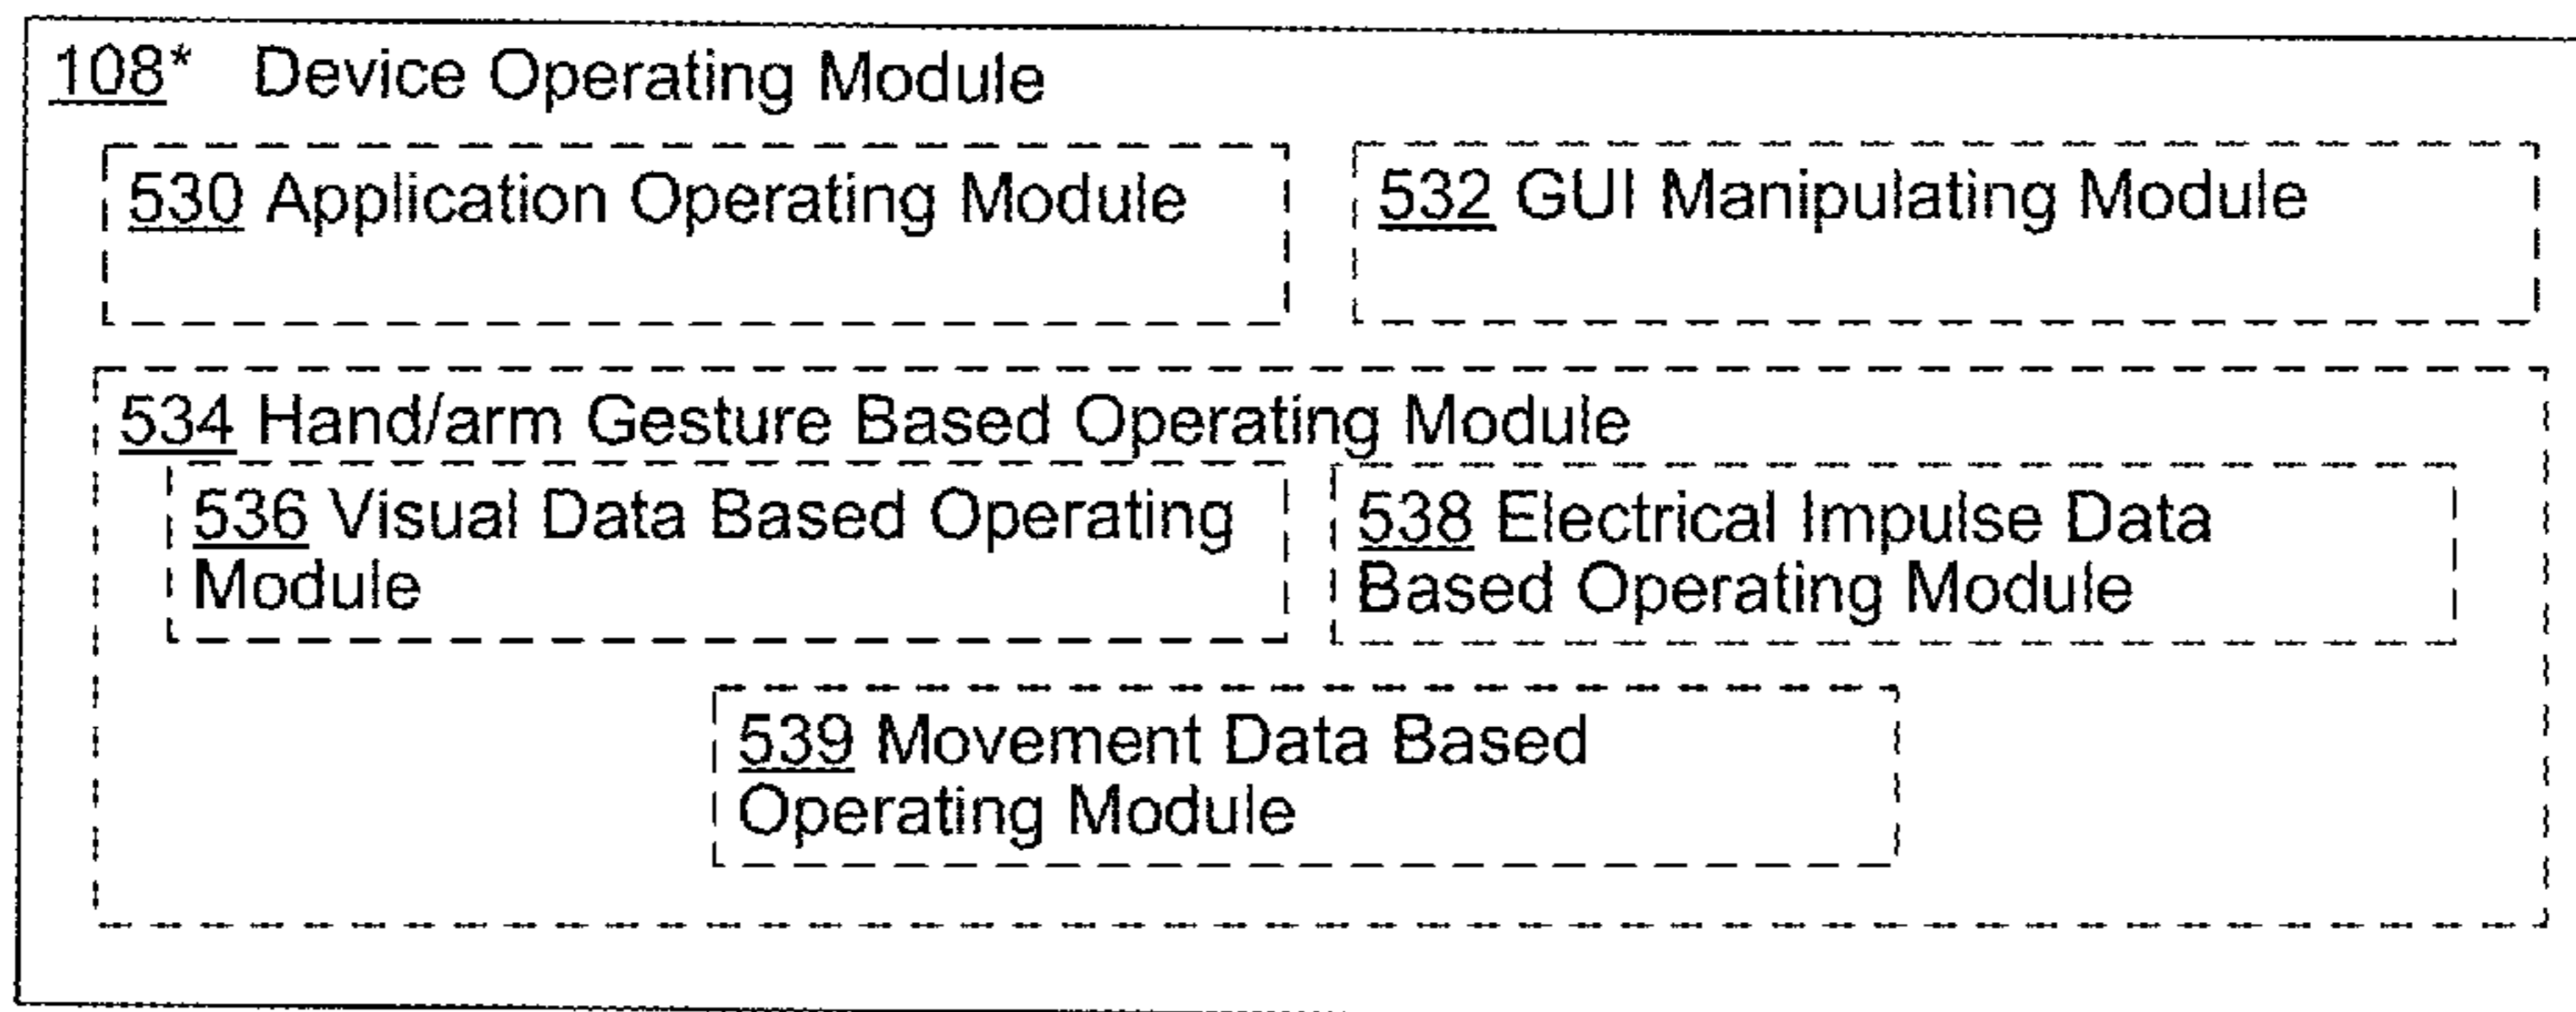 108* Device Operating Module
530 Application Operating Module
532 GUI Manipulating Module
534 Hand/arm Gesture Based Operating Module
536 Visual Data Based Operating
Module
538 Electrical Impulse Data
Based Operating Module
539 Movement Data Based
Operating Module